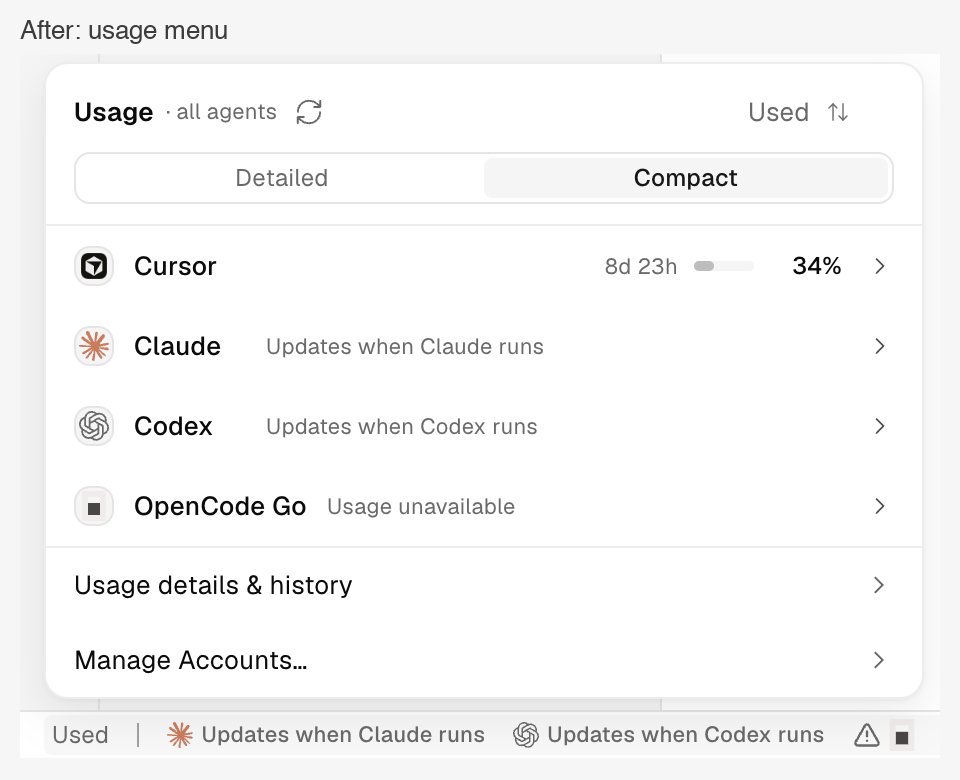 After: usage menu
Usage · all agents Used
Detailed Compact
Cursor 8d 23h 34%
Claude Updates when Claude runs
Codex Updates when Codex runs
OpenCode Go Usage unavailable
Usage details & history
Manage Accounts...
Used | Updates when Claude runs Updates when Codex runs